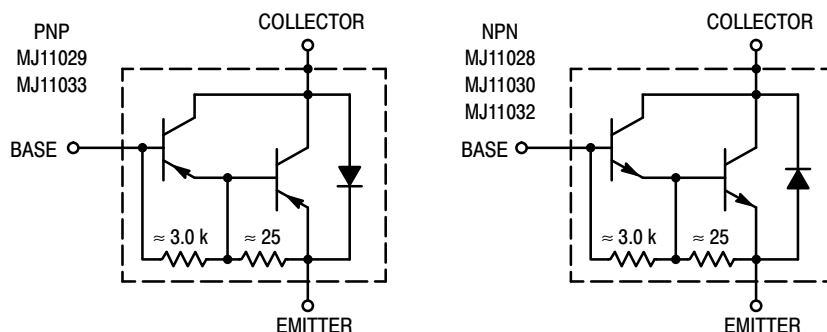 PNP
MJ11029
MJ11033
COLLECTOR
BASE
≈ 3.0 k
≈ 25
EMITTER
NPN
MJ11028
MJ11030
MJ11032
COLLECTOR
BASE
≈ 3.0 k
≈ 25
EMITTER